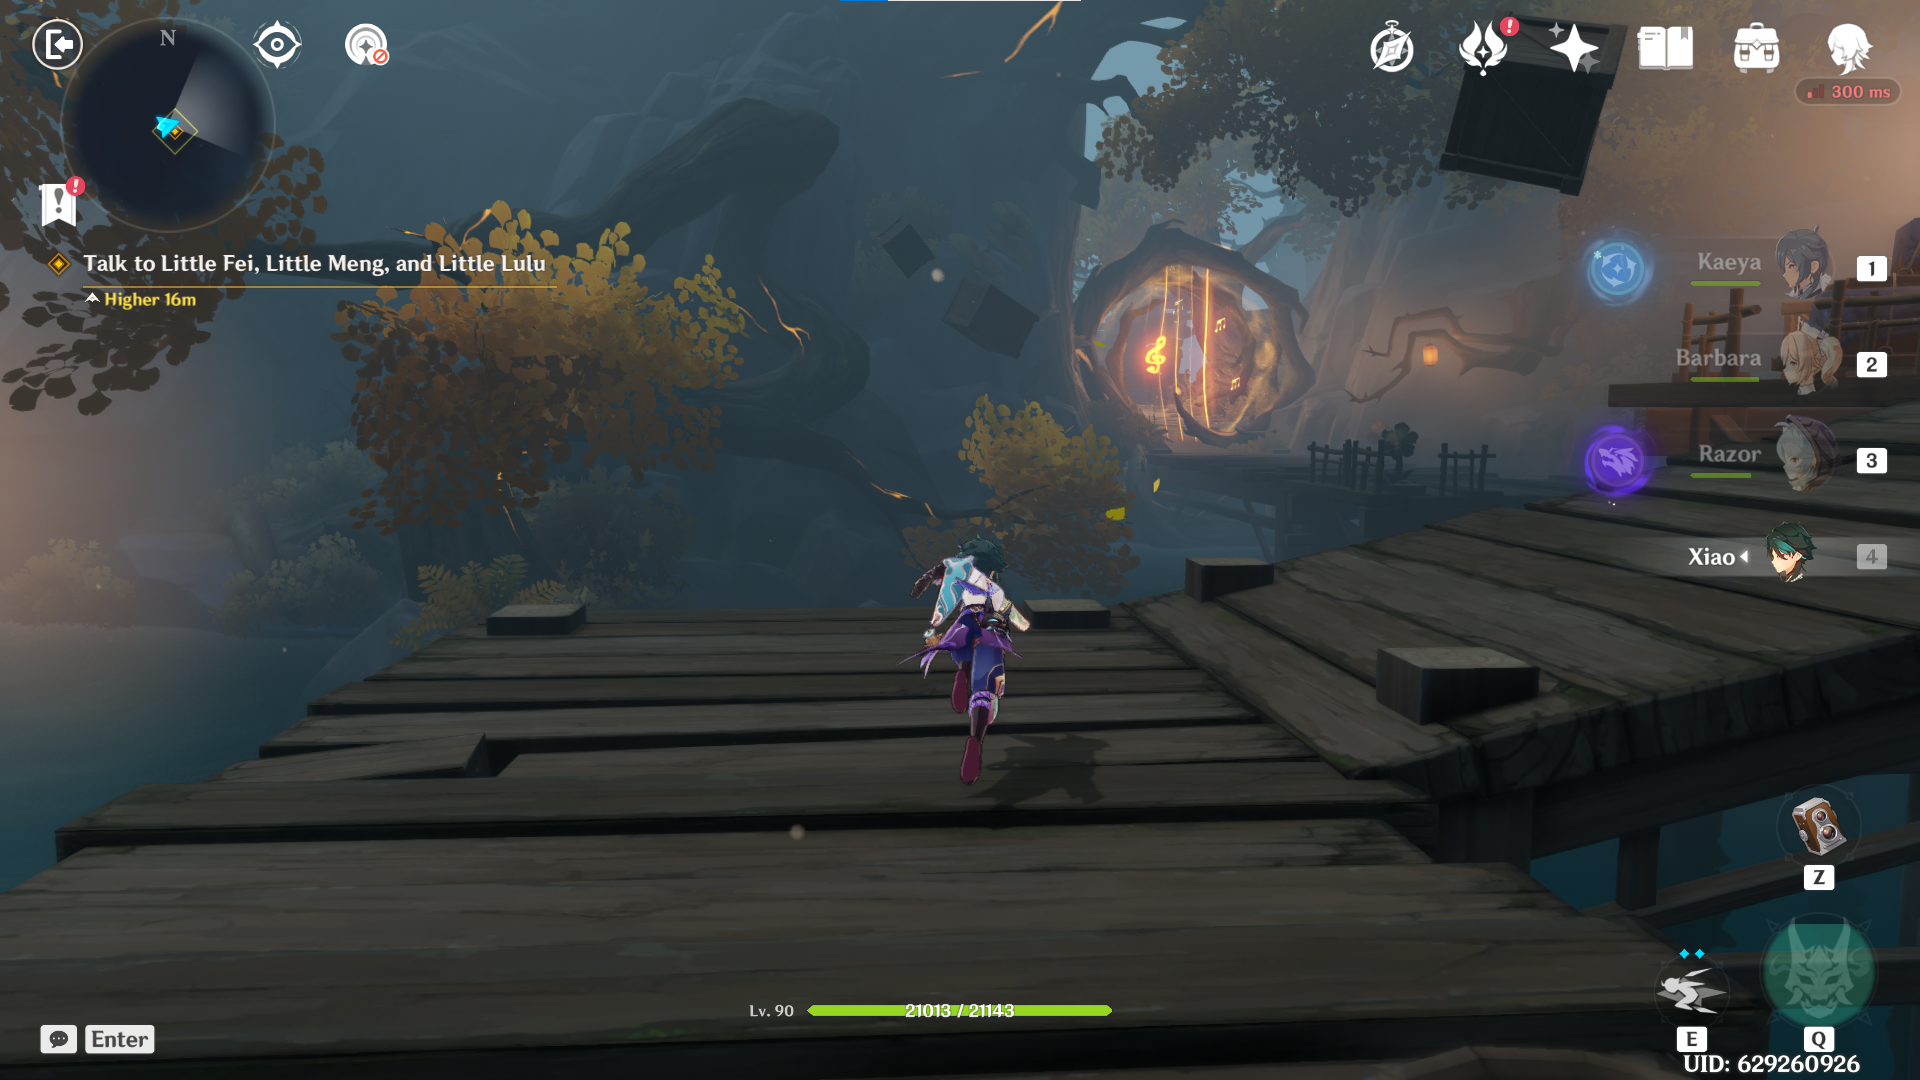 N
300 ms
Talk to Little Fei, Little Meng, and Little Lulu
Higher 16m
Kaeya
1
Barbara
2
Razor
3
Xiao
4
Z
Lv. 90
21013 / 21143
Enter
E
Q
UID: 629260926